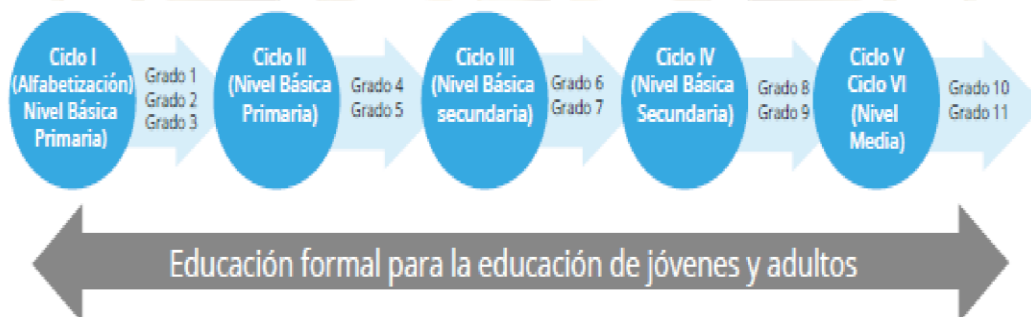 Ciclo I
(Alfabetización)
Nivel Básica
Primaria)
Grado 1
Grado 2
Grado 3
Ciclo II
(Nivel Básica
Primaria)
Grado 4
Grado 5
Ciclo III
(Nivel Básica
secundaria)
Grado 6
Grado 7
Ciclo IV
(Nivel Básica
Secundaria)
Grado 8
Grado 9
Ciclo V
Ciclo VI
(Nivel
Media)
Grado 10
Grado 11
Educación formal para la educación de jóvenes y adultos